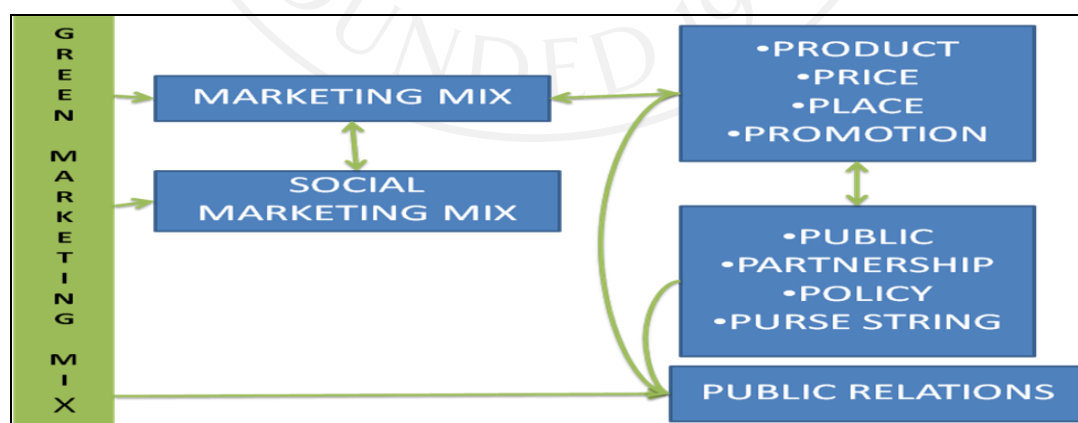 GREEN MARKETING MIX
MARKETING MIX
SOCIAL
MARKETING MIX
•PRODUCT
•PRICE
•PLACE
•PROMOTION
•PUBLIC
•PARTNERSHIP
•POLICY
•PURSE STRING
PUBLIC RELATIONS